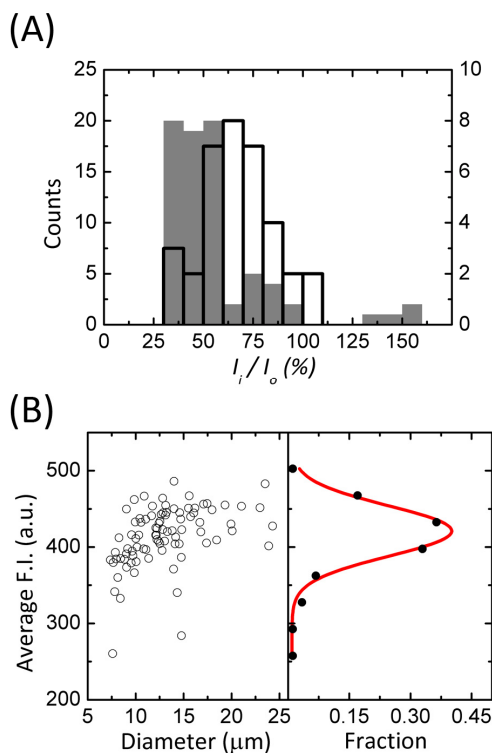 (A)
25
20
15
10
5
0
Counts
10
8
6
4
2
0
0 25 50 75 100 125 150
I_i / I_o (%)
(B)
500
400
300
200
Average F.I. (a.u.)
5 10 15 20 25
Diameter (μm)
0.15 0.30 0.45
Fraction